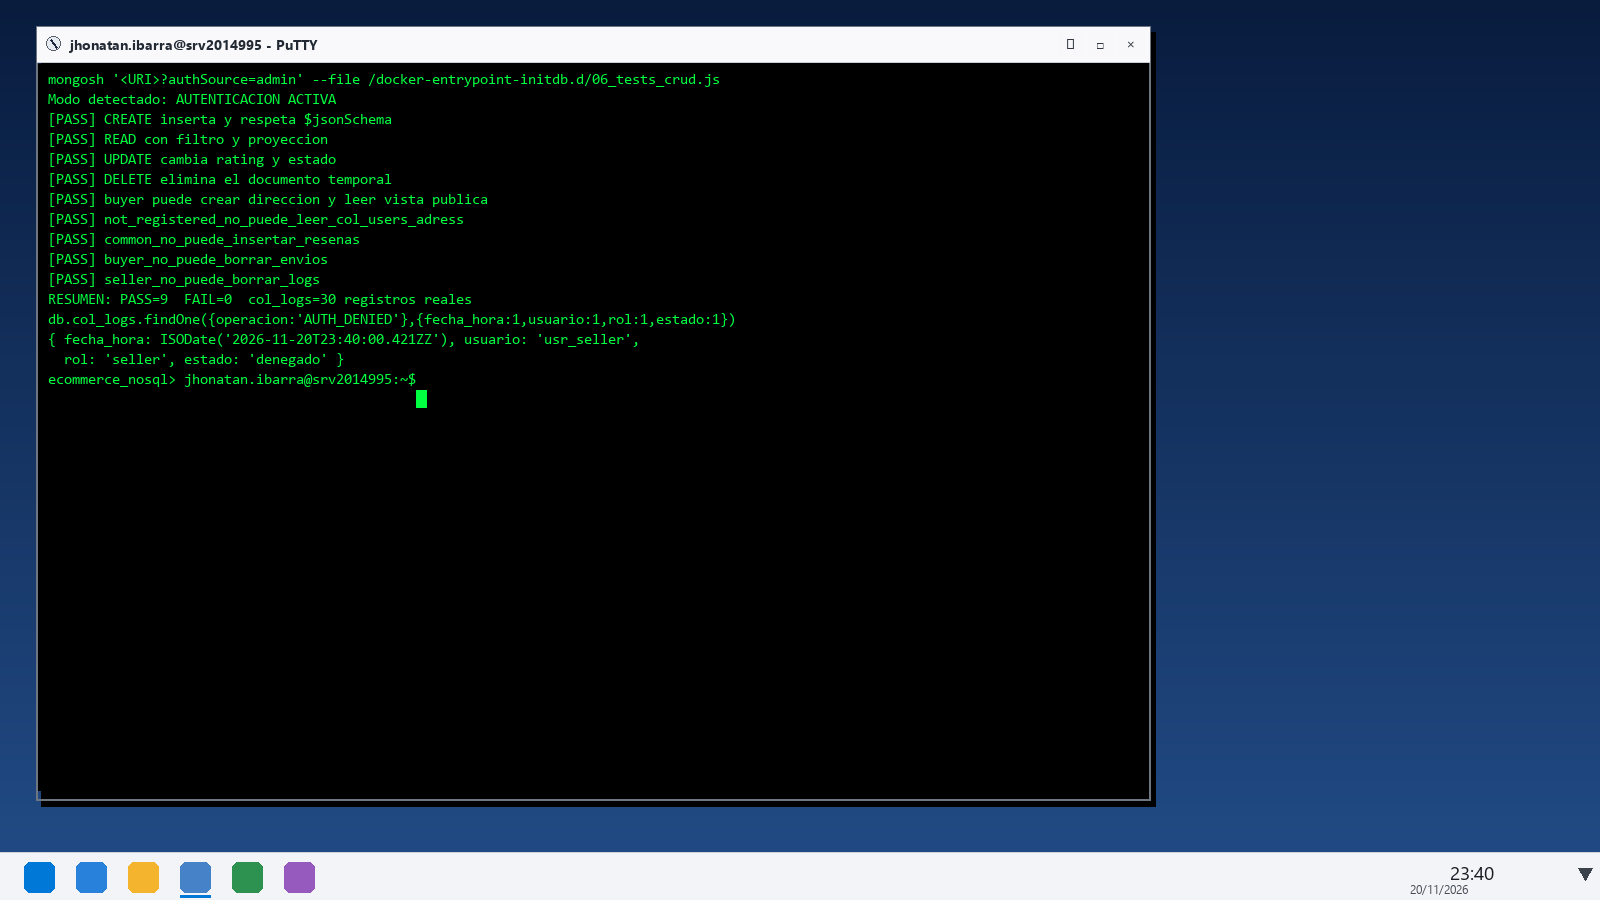 jhonatan.ibarra@srv2014995 - PuTTY
mongosh '<URI>?authSource=admin' --file /docker-entrypoint-initdb.d/06_tests_crud.js
Modo detectado: AUTENTICACION ACTIVA
[PASS] CREATE inserta y respeta $jsonSchema
[PASS] READ con filtro y proyeccion
[PASS] UPDATE cambia rating y estado
[PASS] DELETE elimina el documento temporal
[PASS] buyer puede crear direccion y leer vista publica
[PASS] not_registered_no_puede_leer_col_users_adress
[PASS] common_no_puede_insertar_resenas
[PASS] buyer_no_puede_borrar_envios
[PASS] seller_no_puede_borrar_logs
RESUMEN: PASS=9  FAIL=0  col_logs=30 registros reales
db.col_logs.findOne({operacion:'AUTH_DENIED'},{fecha_hora:1,usuario:1,rol:1,estado:1})
{ fecha_hora: ISODate('2026-11-20T23:40:00.421ZZ'), usuario: 'usr_seller',
  rol: 'seller', estado: 'denegado' }
ecommerce_nosql> jhonatan.ibarra@srv2014995:~$
23:40
20/11/2026